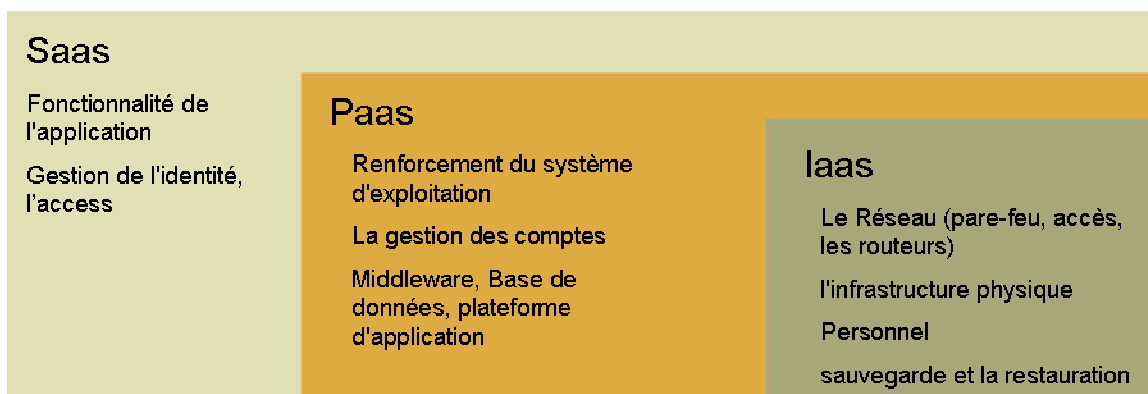 Saas
Fonctionnalité de
l'application
Gestion de l'identité,
l'access
Paas
Renforcement du système
d'exploitation
La gestion des comptes
Middleware, Base de
données, plateforme
d'application
Iaas
Le Réseau (pare-feu, accès,
les routeurs)
l'infrastructure physique
Personnel
sauvegarde et la restauration